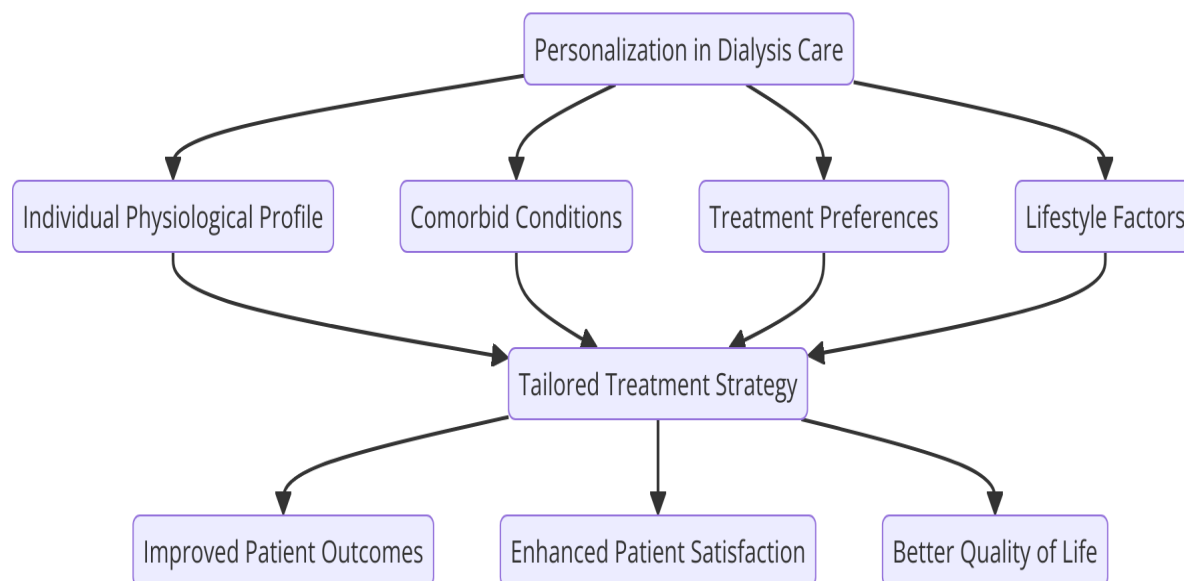 Personalization in Dialysis Care
Individual Physiological Profile
Comorbid Conditions
Treatment Preferences
Lifestyle Factors
Tailored Treatment Strategy
Improved Patient Outcomes
Enhanced Patient Satisfaction
Better Quality of Life